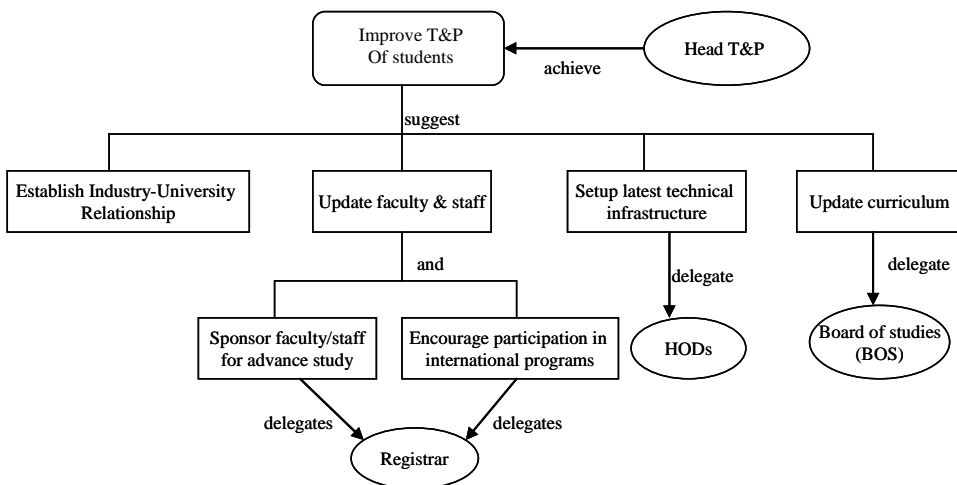 Improve T&P
Of students
Head T&P
achieve
suggest
Establish Industry-University
Relationship
Update faculty & staff
Setup latest technical
infrastructure
Update curriculum
and
delegate
delegate
Sponsor faculty/staff
for advance study
Encourage participation in
international programs
HODs
Board of studies
(BOS)
delegates
delegates
Registrar